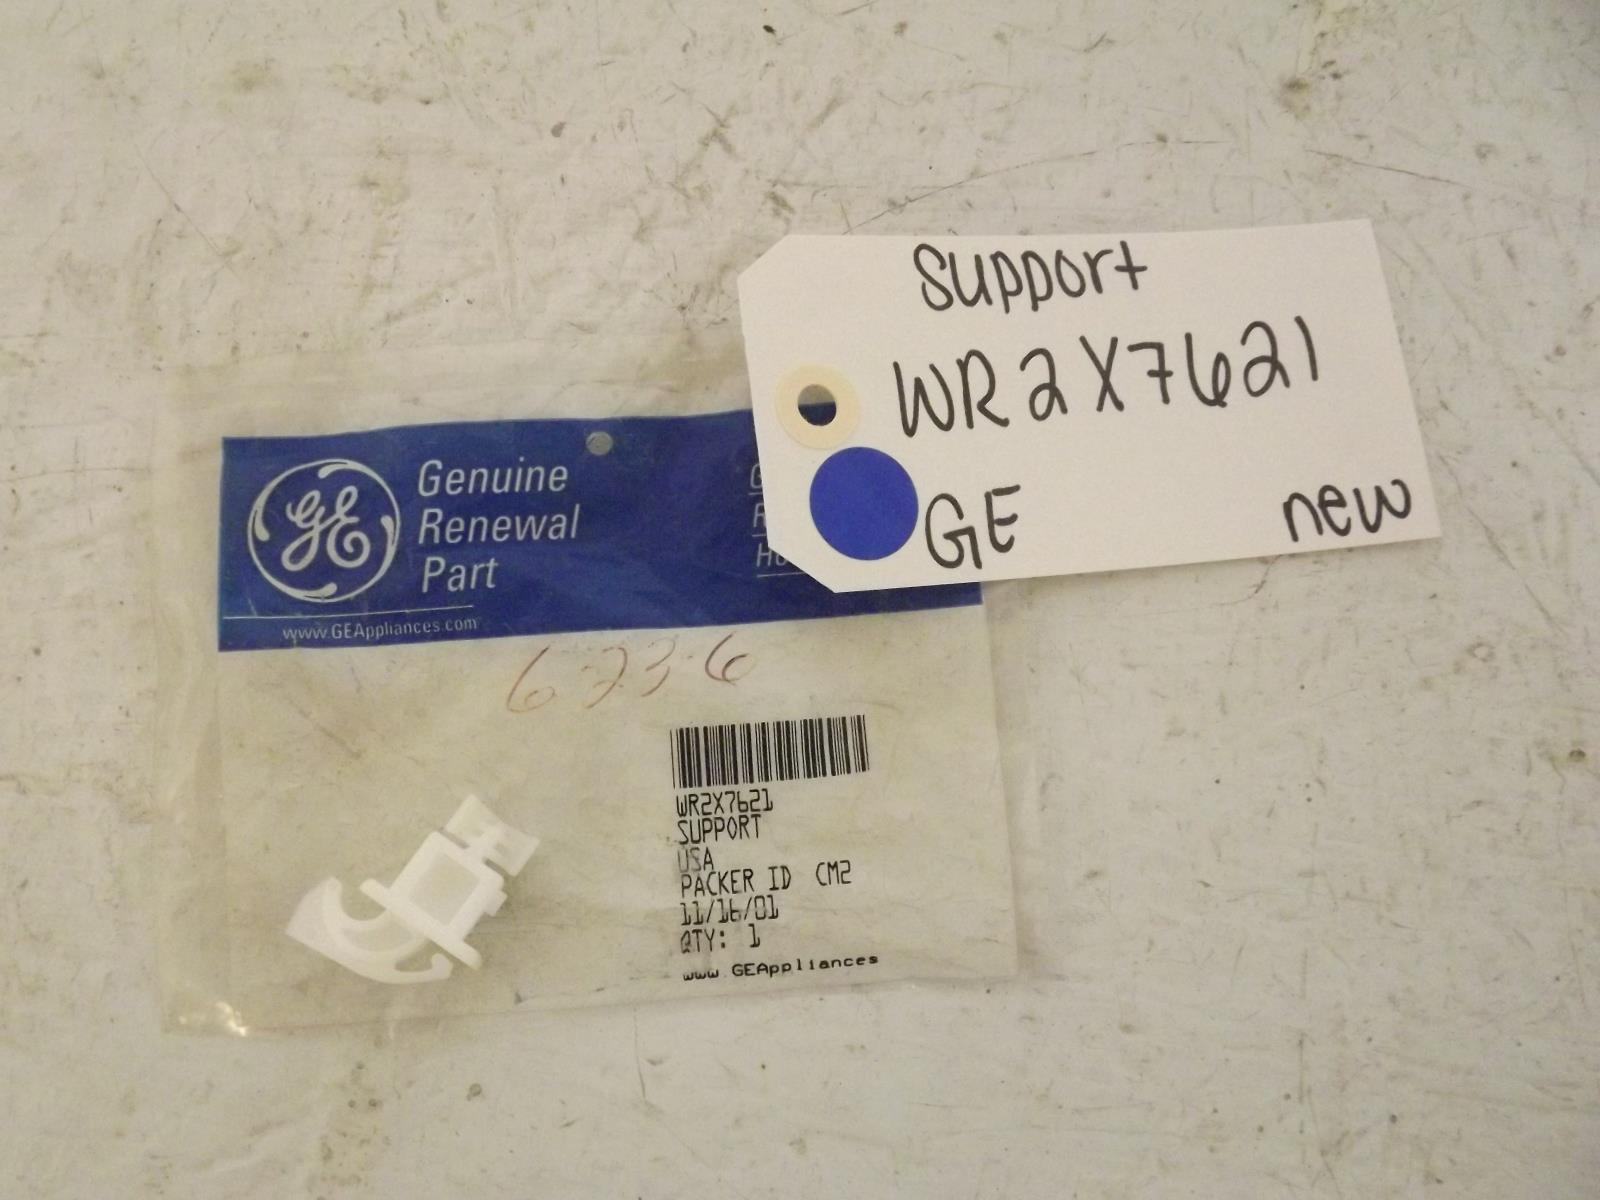 Support
WR2X7621
GE new
GE
Genuine
Renewal
Part
www.GEAppliances.com
6-23-6
WR2X7621
SUPPORT
USA
PACKER ID CM2
11/16/01
QTY: 1
www.GEAppliances